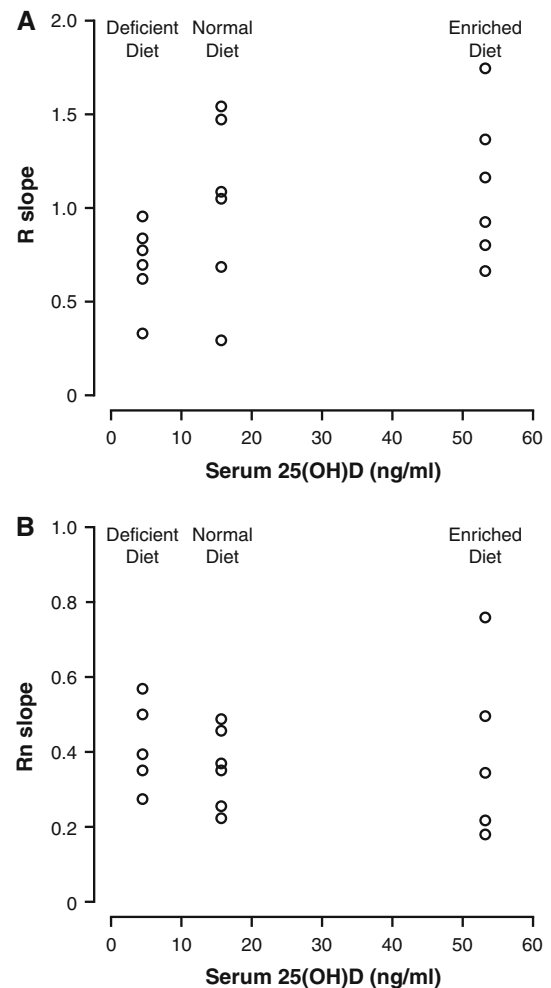 A
Deficient Diet
Normal Diet
Enriched Diet
2.0
1.5
1.0
0.5
0
R slope
0 10 20 30 40 50 60
Serum 25(OH)D (ng/ml)
B
Deficient Diet
Normal Diet
Enriched Diet
1.0
0.8
0.6
0.4
0.2
0
Rn slope
0 10 20 30 40 50 60
Serum 25(OH)D (ng/ml)